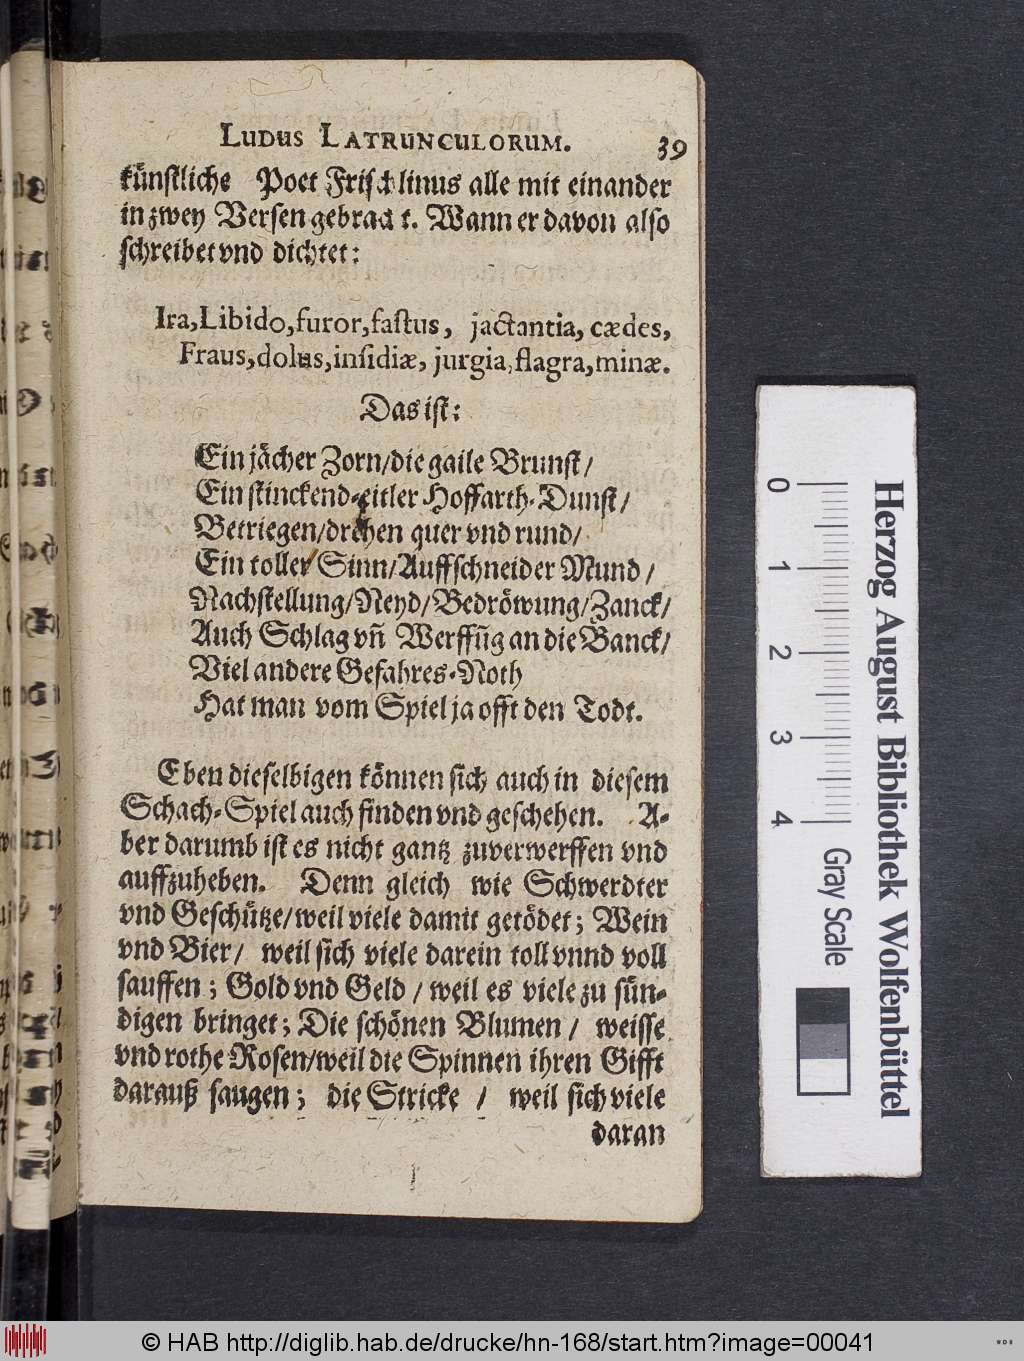 LUDUS LATRUNCULORUM. 39
künſtliche Poet Friſchlinus alle mit einander
in zwey Verſen gebracht. Wann er davon alſo
ſchreibet vnd dichtet:
Ira, Libido, furor, faſtus, jactantia, cædes,
Fraus, dolus, inſidiæ, jurgia, flagra, minæ.
Das iſt:
Ein jächer Zorn/die gaile Brunſt/
Ein ſtinckend-eitler Hoffarth-Dunſt/
Betriegen/drehen quer vnd rund/
Ein toller Sinn/Auffſchneider Mund/
Nachſtellung/Neyd/Bedröwung/Zanck/
Auch Schlag vñ Werffũg an die Banck/
Viel andere Gefahres-Noth
Hat man vom Spiel ja offt den Todt.
Eben dieſelbigen können ſich auch in dieſem
Schach-Spiel auch finden vnd geſchehen. A-
ber darumb iſt es nicht gantz zuverwerffen vnd
auffzuheben. Denn gleich wie Schwerdter
vnd Geſchütze/weil viele damit getödet; Wein
vnd Bier/ weil ſich viele darein toll vnnd voll
ſauffen; Gold vnd Geld/weil es viele zu ſün-
digen bringet; Die ſchönen Blumen/ weiſſe
vnd rothe Roſen/weil die Spinnen ihren Gifft
darauß ſaugen; die Stricke/ weil ſich viele
daran
0 1 2 3 4
Gray Scale
Herzog August Bibliothek Wolfenbüttel
© HAB http://diglib.hab.de/drucke/hn-168/start.htm?image=00041